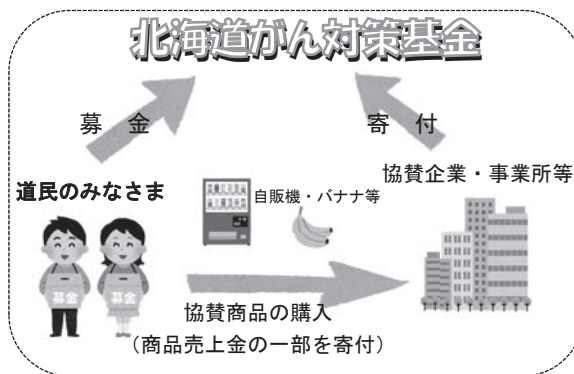 北海道がん対策基金
募 金
寄 付
道民のみなさま
自販機・バナナ等
協賛企業・事業所等
募金
募金
協賛商品の購入
(商品売上金の一部を寄付)